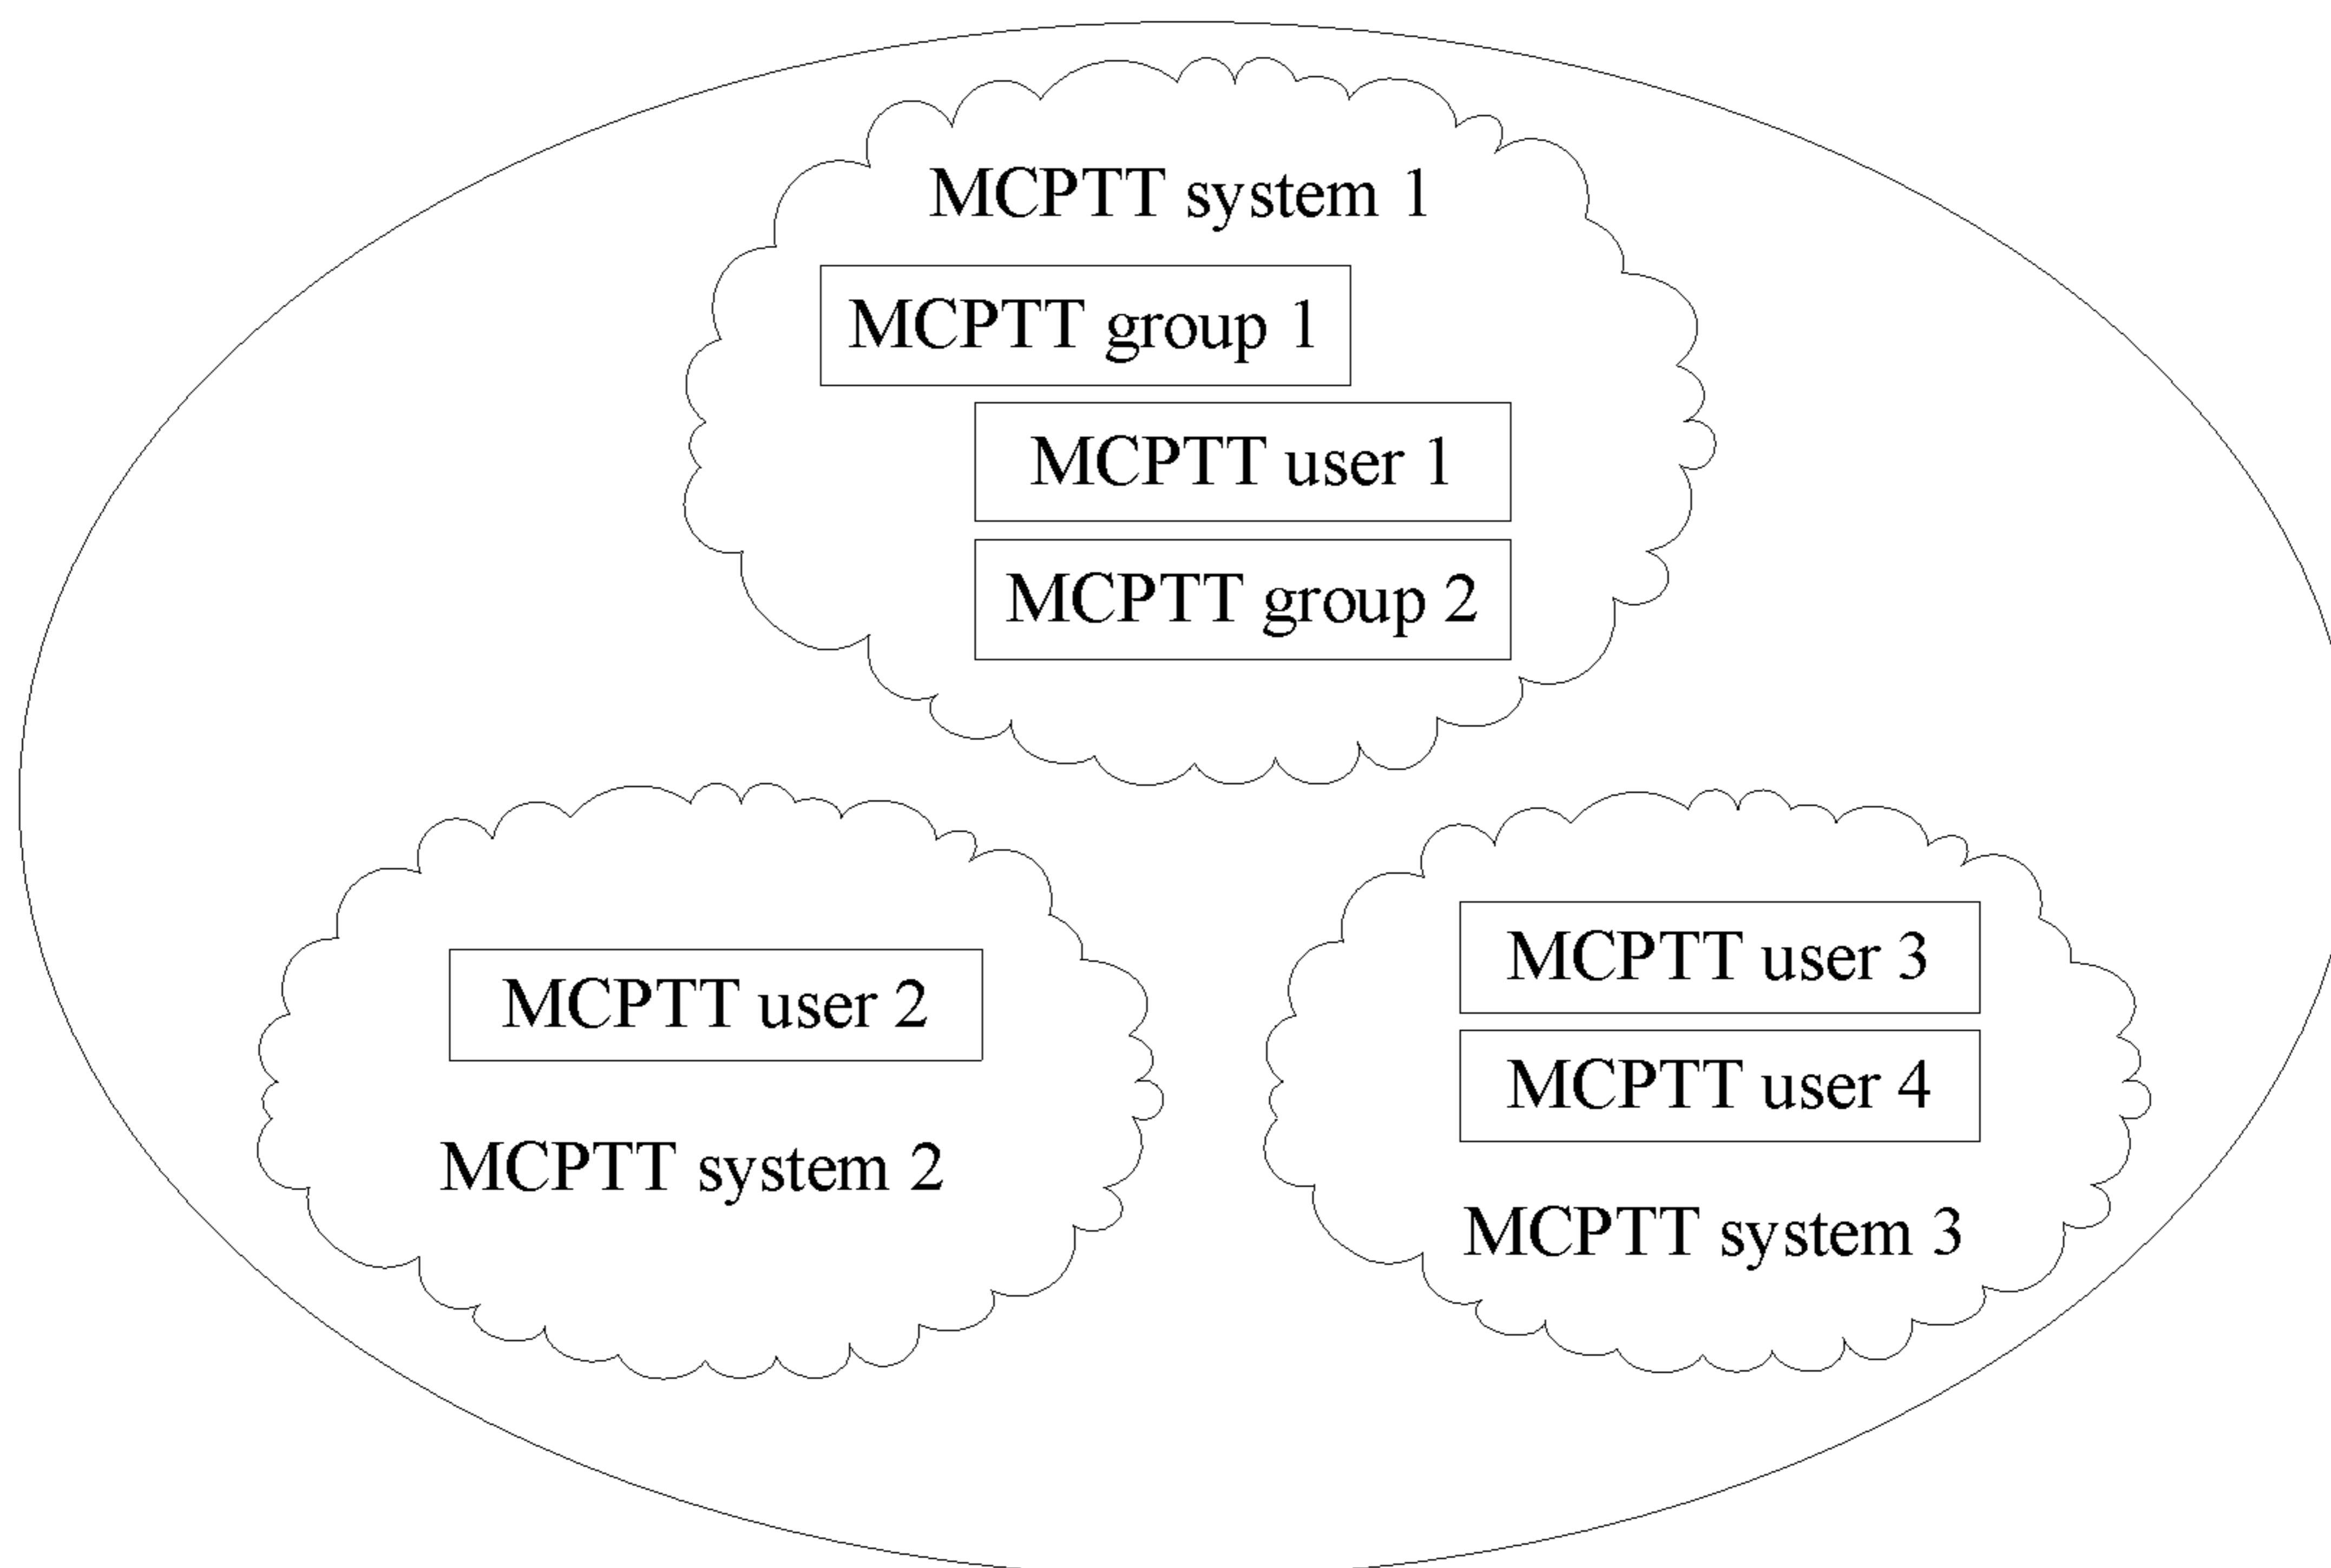 MCPTT system 1
MCPTT group 1
MCPTT user 1
MCPTT group 2
MCPTT user 2
MCPTT system 2
MCPTT user 3
MCPTT user 4
MCPTT system 3